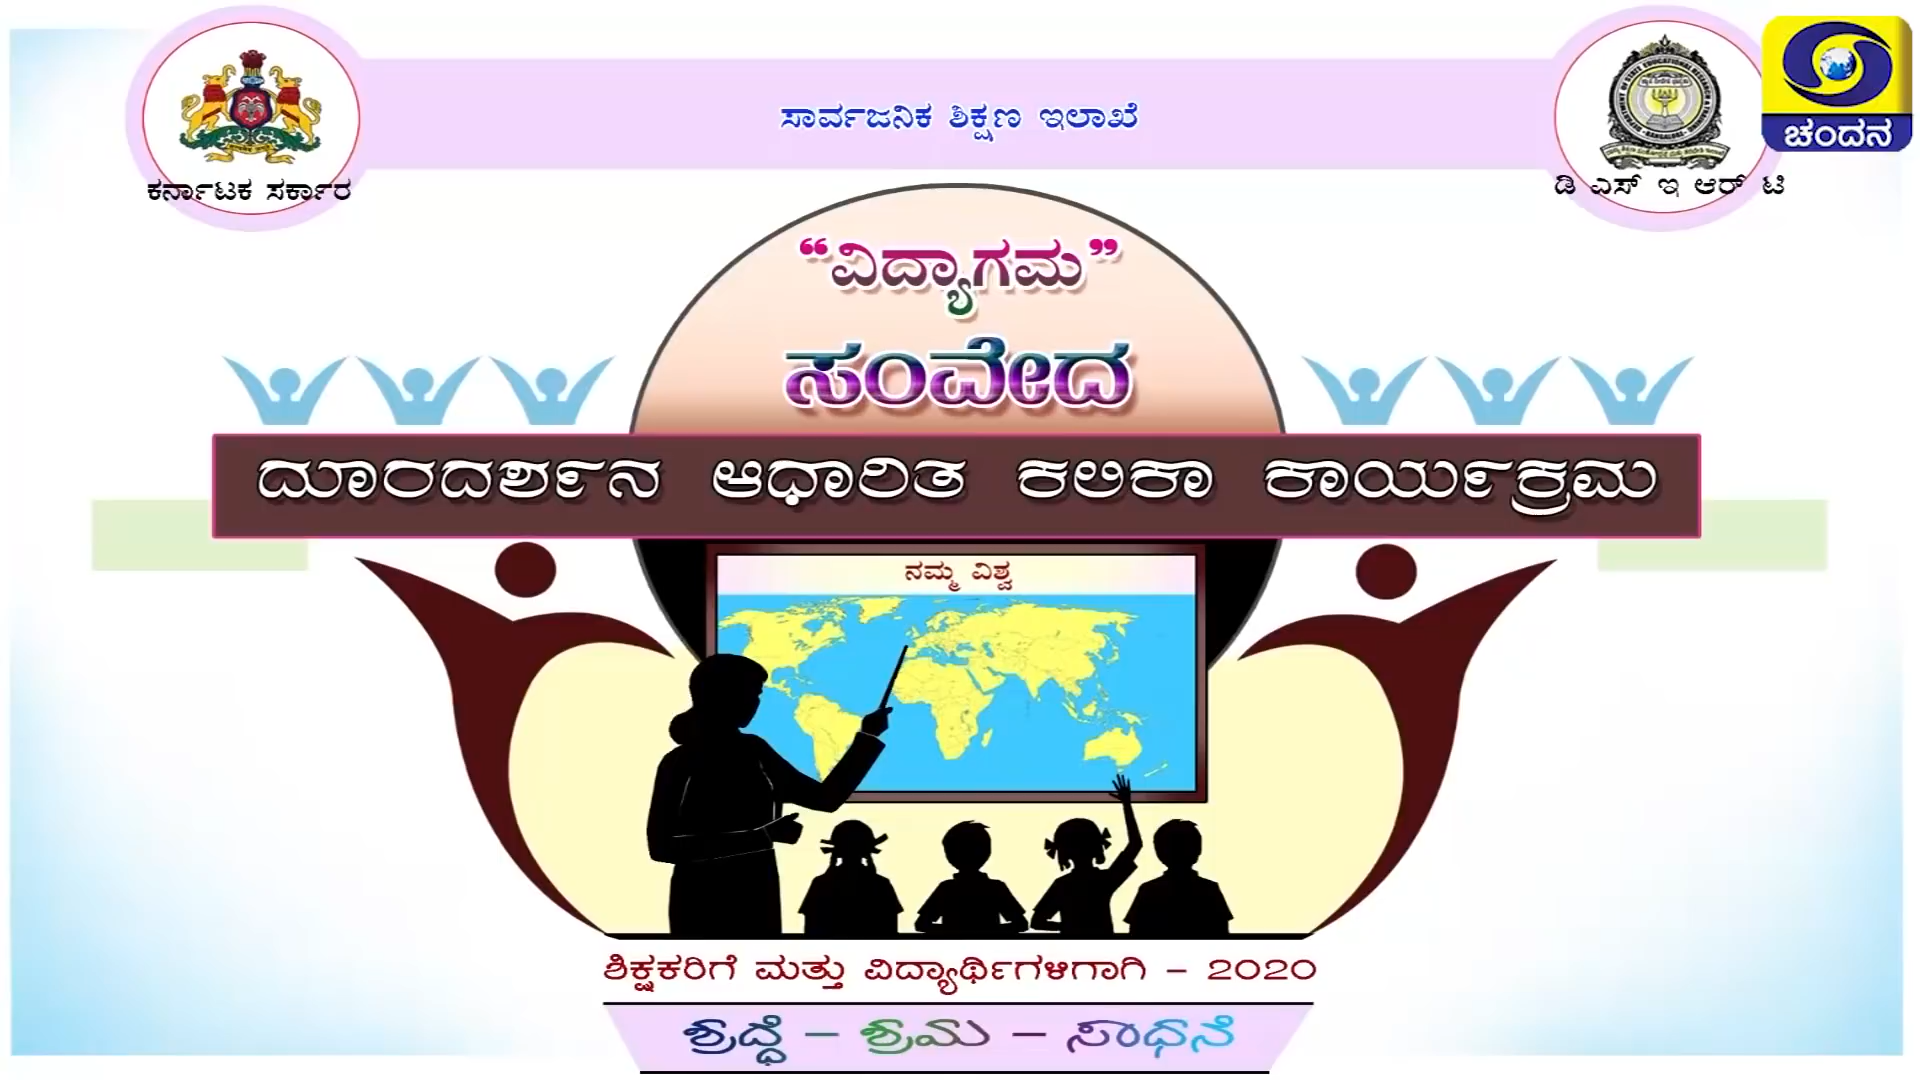 ಸಾರ್ವಜನಿಕ ಶಿಕ್ಷಣ ಇಲಾಖೆ
ಚಂದನ
ಕರ್ನಾಟಕ ಸರ್ಕಾರ
ಡಿ ಎಸ್ ಇ ಆರ್ ಟಿ
“ವಿದ್ಯಾಗಮ”
ಸಂವೇದ
ದೂರದರ್ಶನ ಆಧಾರಿತ ಕಲಿಕಾ ಕಾರ್ಯಕ್ರಮ
ನಮ್ಮ ವಿಶ್ವ
ಶಿಕ್ಷಕರಿಗೆ ಮತ್ತು ವಿದ್ಯಾರ್ಥಿಗಳಿಗಾಗಿ - 2020
ಶ್ರದ್ಧೆ - ಶ್ರಮ - ಸಾಧನೆ